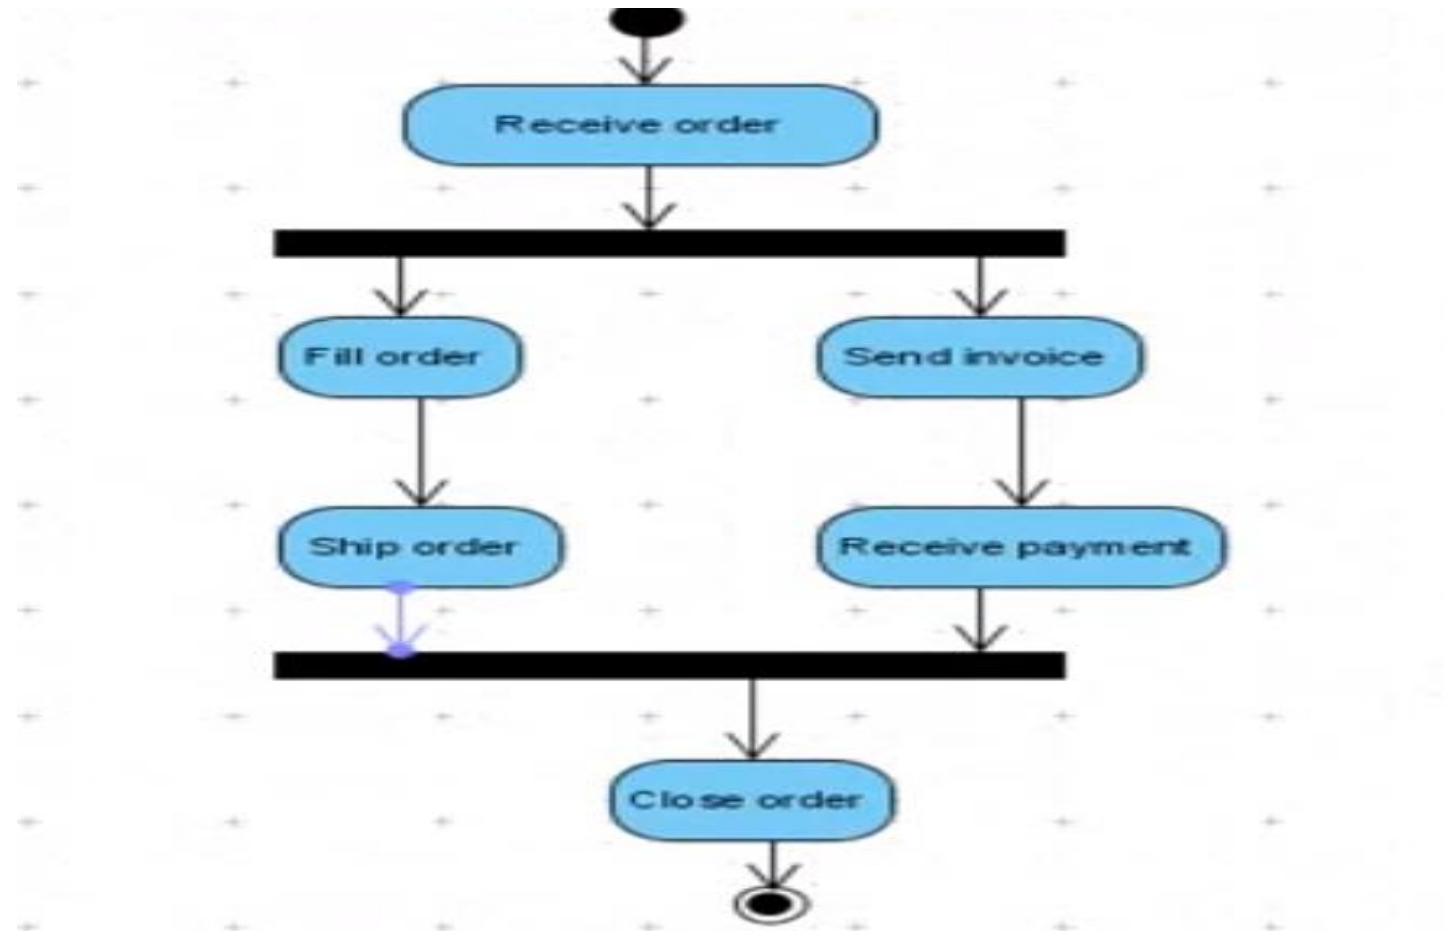 Receive order
Fill order
Send invoice
Ship order
Receive payment
Close order